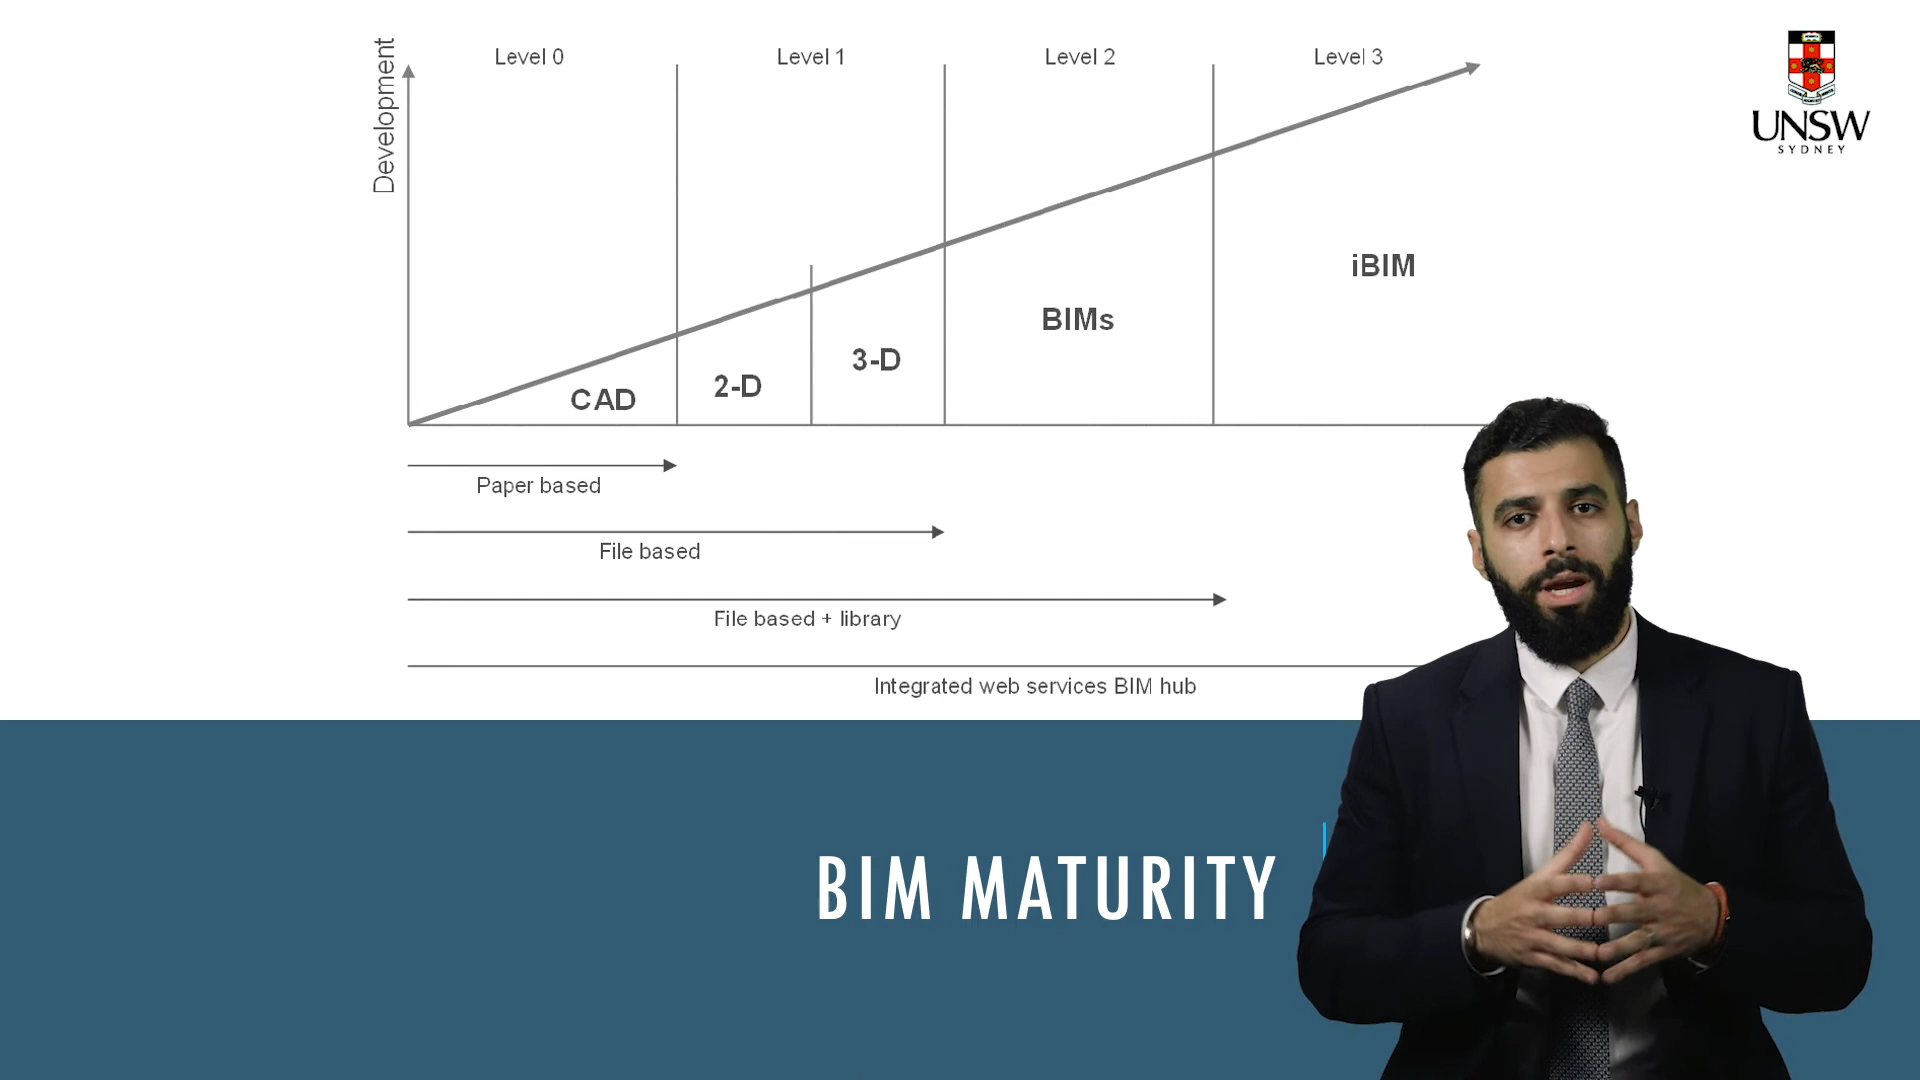 Level 0
Level 1
Level 2
Level 3
Development
UNSW
SYDNEY
iBIM
BIMs
3-D
2-D
CAD
Paper based
File based
File based + library
Integrated web services BIM hub
BIM MATURITY